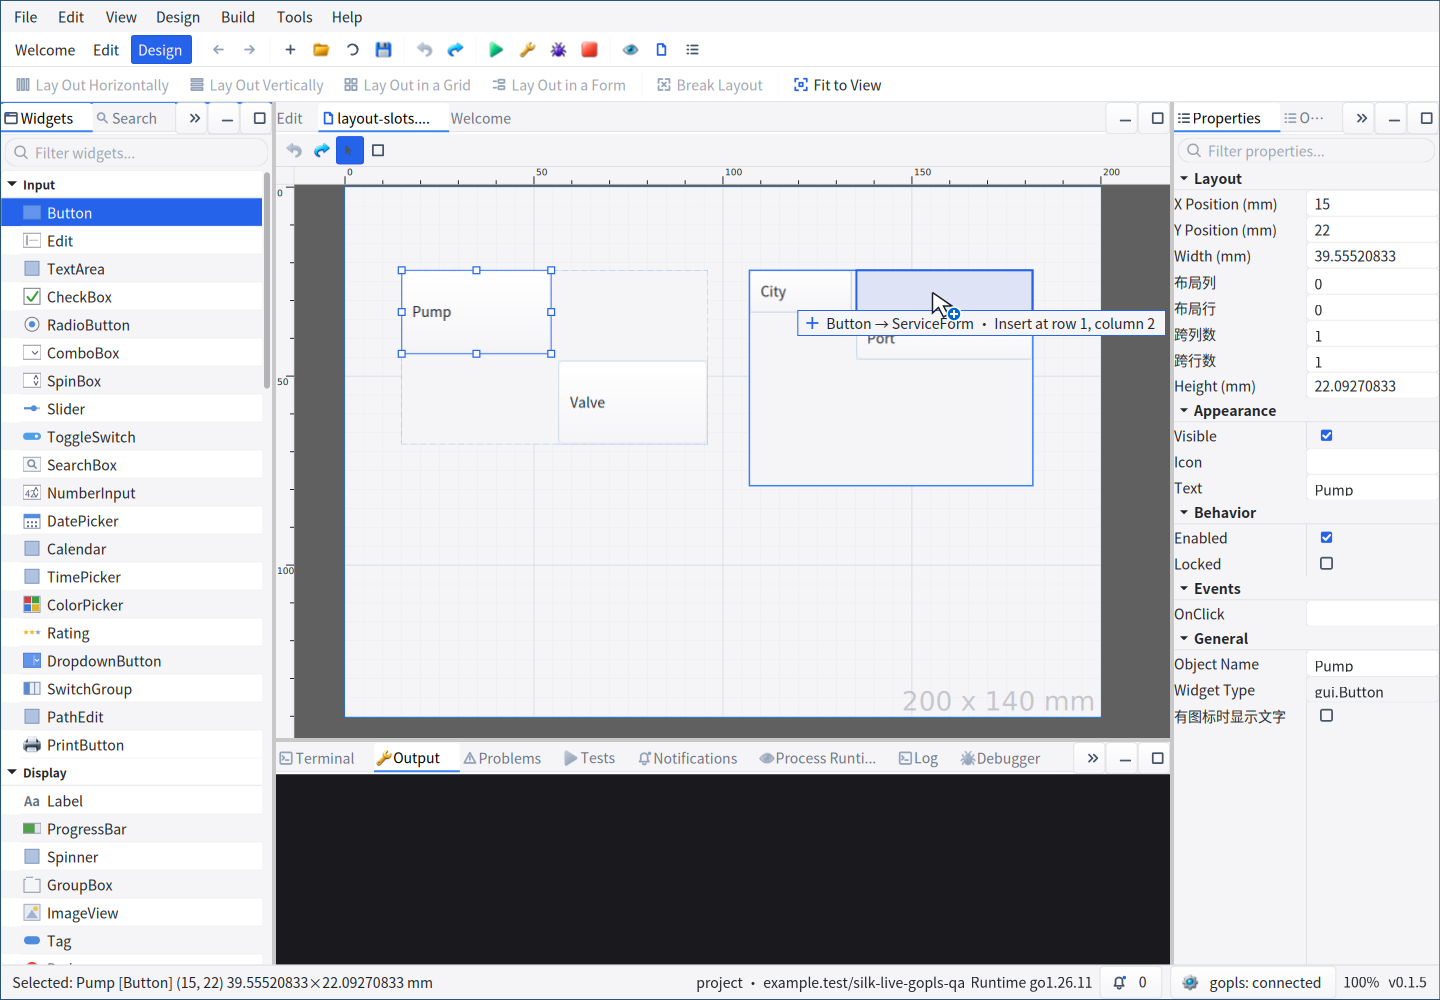 File Edit View Design Build Tools Help
Welcome Edit Design
Lay Out Horizontally Lay Out Vertically Lay Out in a Grid Lay Out in a Form Break Layout Fit to View
Widgets Search
Filter widgets...
Input
Button
Edit
TextArea
CheckBox
RadioButton
ComboBox
SpinBox
Slider
ToggleSwitch
SearchBox
NumberInput
DatePicker
Calendar
TimePicker
ColorPicker
Rating
DropdownButton
SwitchGroup
PathEdit
PrintButton
Display
Label
ProgressBar
Spinner
GroupBox
ImageView
Tag
Edit layout-slots.... Welcome
0 50 100 150 200
0
50
100
Pump
Valve
City
Button → ServiceForm • Insert at row 1, column 2
Port
200 x 140 mm
Terminal Output Problems Tests Notifications Process Runti... Log Debugger
Properties O...
Filter properties...
Layout
X Position (mm) 15
Y Position (mm) 22
Width (mm) 39.55520833
布局列 0
布局行 0
跨列数 1
跨行数 1
Height (mm) 22.09270833
Appearance
Visible
Icon
Text Pump
Behavior
Enabled
Locked
Events
OnClick
General
Object Name Pump
Widget Type gui.Button
有图标时显示文字
Selected: Pump [Button] (15, 22) 39.55520833×22.09270833 mm
project • example.test/silk-live-gopls-qa Runtime go1.26.11 0 gopls: connected 100% v0.1.5